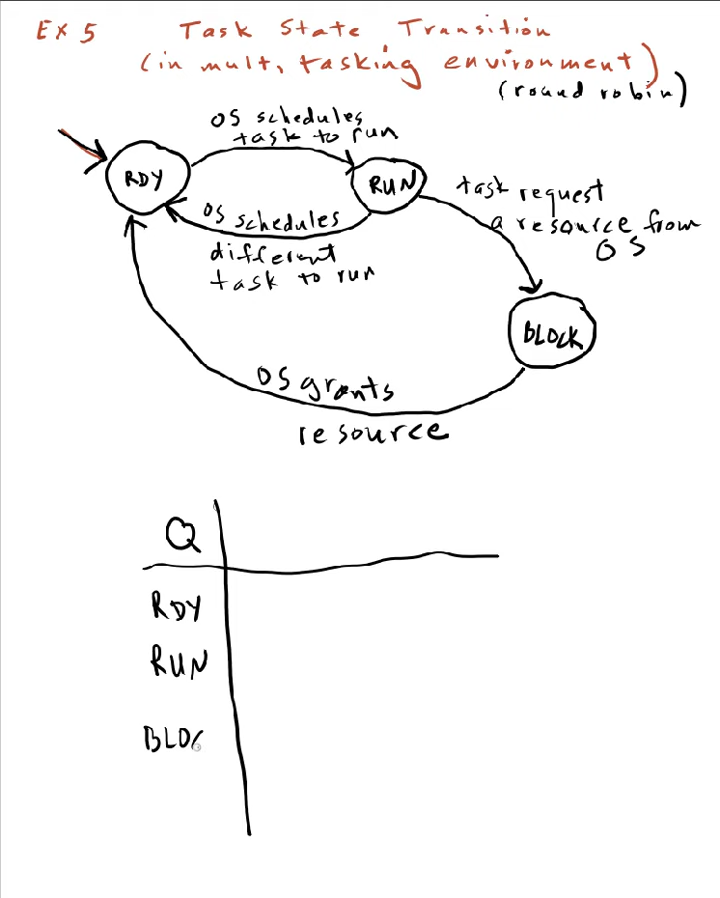 Ex 5 Task State Transition
(in mult, tasking environment)
(round robin)
OS schedules
task to run
RDY
RUN
task request
a resource from
OS
OS schedules
different
task to run
BLOCK
OS grants
resource
Q
RDY
RUN
BLOC